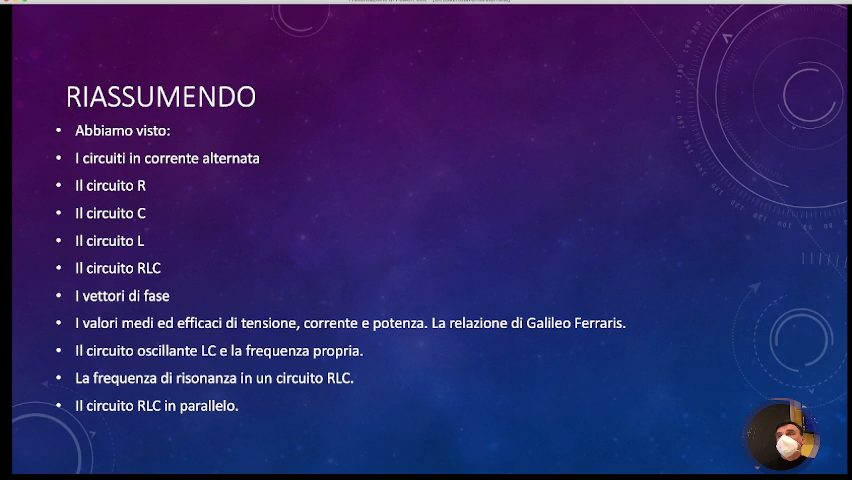 RIASSUMENDO
• Abbiamo visto:
• I circuiti in corrente alternata
• Il circuito R
• Il circuito C
• Il circuito L
• Il circuito RLC
• I vettori di fase
• I valori medi ed efficaci di tensione, corrente e potenza. La relazione di Galileo Ferraris.
• Il circuito oscillante LC e la frequenza propria.
• La frequenza di risonanza in un circuito RLC.
• Il circuito RLC in parallelo.